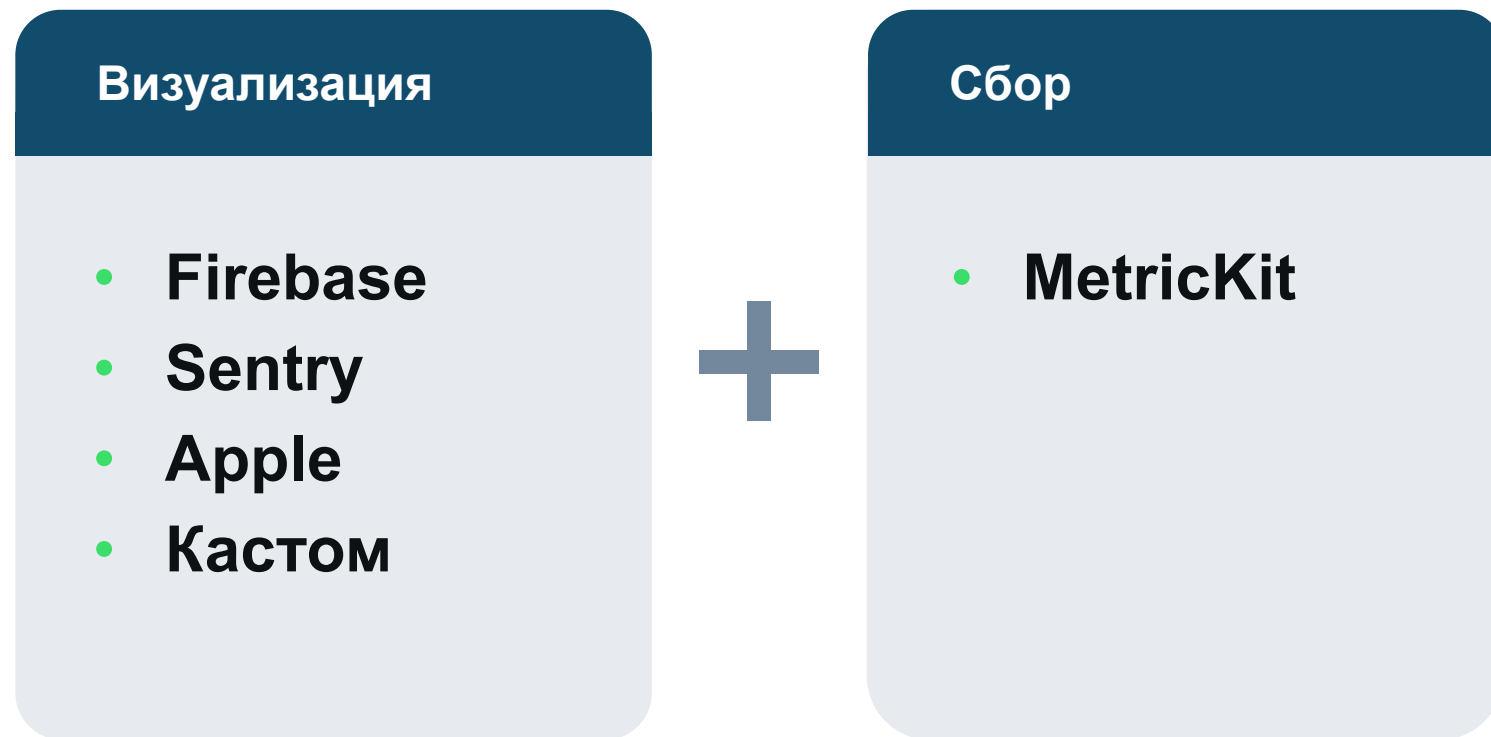 Визуализация
• Firebase
• Sentry
• Apple
• Кастом
Сбор
• MetricKit